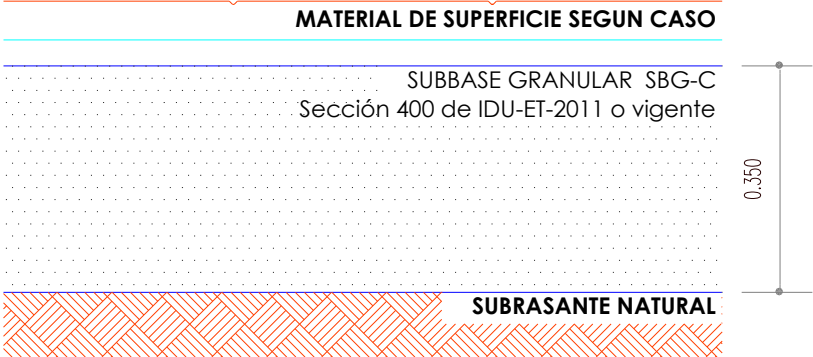 MATERIAL DE SUPERFICIE SEGUN CASO
SUBBASE GRANULAR SBG-C
Sección 400 de IDU-ET-2011 o vigente
0.350
SUBRASANTE NATURAL